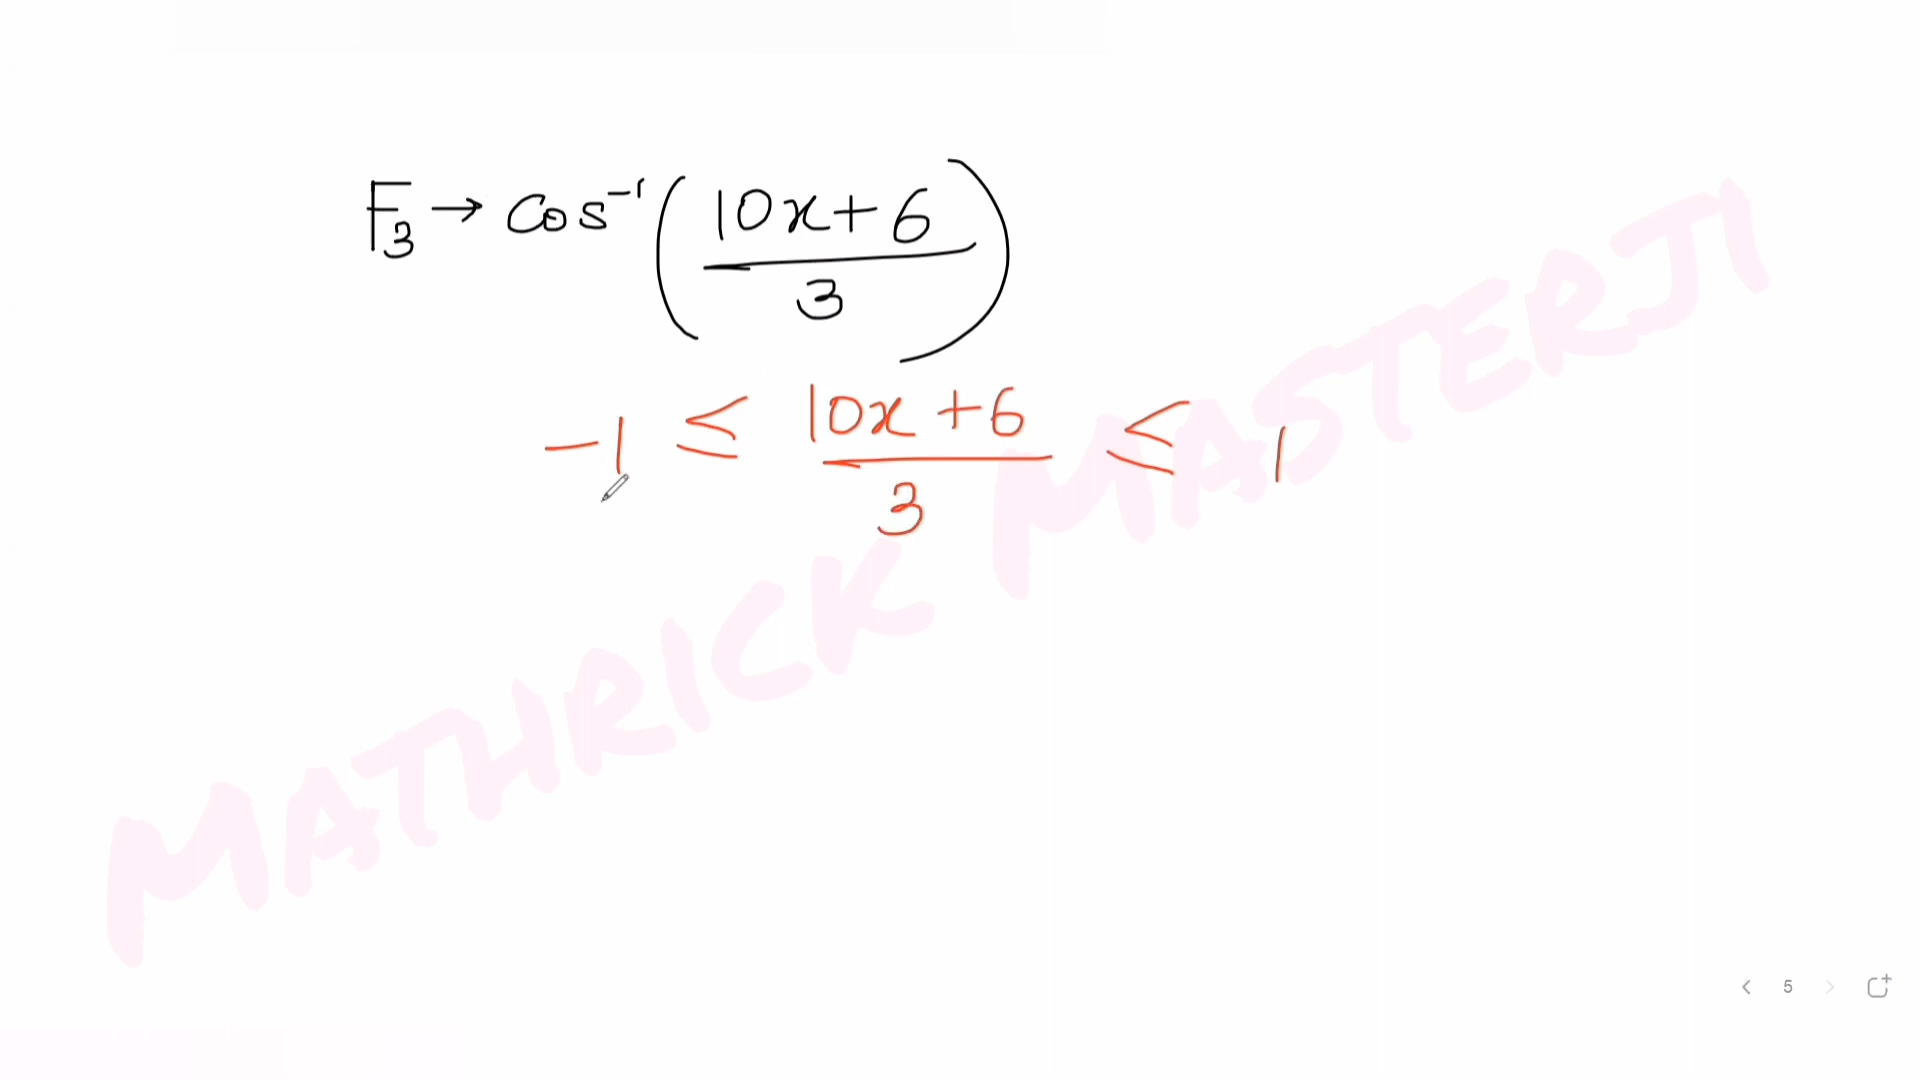 F₃ → cos⁻¹ ( (10x + 6) / 3 )
-1 ≤ (10x + 6) / 3 ≤ 1
MATHRICK MASTERJI
< 5 >